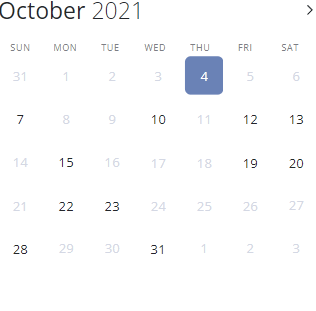 October 2021
SUN MON TUE WED THU FRI SAT
31 1 2 3 4 5 6
7 8 9 10 11 12 13
14 15 16 17 18 19 20
21 22 23 24 25 26 27
28 29 30 31 1 2 3